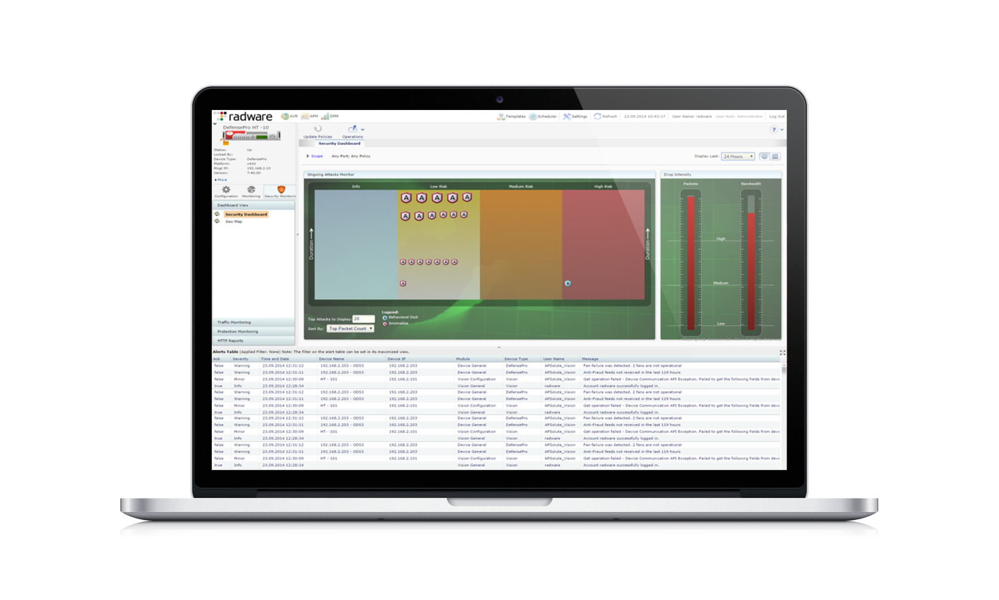 radware AVR APM DPM Templates Scheduler Settings Refresh 23.09.2014 10:43:17 User Name: radware User Role: Administrator Log Out
DefensePro HT -10
Update Policies Operations ?
Security Dashboard
Status: Up
Locked By:
Device Type: DefensePro
Platform: x420
Mngt IP: 192.168.2.10
Version: 7.40.00
More
Scope Any Port; Any Policy Display Last: 24 Hours
Configuration Monitoring Security Monitorin
Dashboard View
Security Dashboard
Geo Map
Traffic Monitoring
Protection Monitoring
HTTP Reports
Ongoing Attacks Monitor
Info Low Risk Medium Risk High Risk
A A A A A
A A A A A A
Duration Duration
A A A A A A A
A
Top Attacks to Display: 20
Sort By: Top Packet Count
Legend:
Behavioral DoS
Anomalies
Drop Intensity
Packets Bandwidth
High
Medium
Low
Alerts Table (Applied Filter: None) Note: The filter on the alert table can be set in its maximized view.
Ack Severity Time and Date Device Name Device IP Module Device Type User Name Message
false Warning 23.09.2014 12:31:12 192.168.2.203 - ODS3 192.168.2.203 Device General DefensePro APSolute_Vision Fan failure was detected. 2 fans are not operational
false Warning 23.09.2014 12:31:11 192.168.2.203 - ODS3 192.168.2.203 Device General DefensePro APSolute_Vision Anti-Fraud feeds not received in the last 119 hours
false Minor 23.09.2014 12:30:09 HT - 101 192.168.2.101 Vision Configuration Vision APSolute_Vision Get operation failed - Device Communication API Exception. Failed to get the following fields from devi
true Info 23.09.2014 12:28:34 Vision General Vision radware Account radware successfully logged in.
false Warning 23.09.2014 12:31:12 192.168.2.203 - ODS3 192.168.2.203 Device General DefensePro APSolute_Vision Fan failure was detected. 2 fans are not operational
false Warning 23.09.2014 12:31:11 192.168.2.203 - ODS3 192.168.2.203 Device General DefensePro APSolute_Vision Anti-Fraud feeds not received in the last 119 hours
false Minor 23.09.2014 12:30:09 HT - 101 192.168.2.101 Vision Configuration Vision APSolute_Vision Get operation failed - Device Communication API Exception. Failed to get the following fields from devi
true Info 23.09.2014 12:28:34 Vision General Vision radware Account radware successfully logged in.
false Warning 23.09.2014 12:31:12 192.168.2.203 - ODS3 192.168.2.203 Device General DefensePro APSolute_Vision Fan failure was detected. 2 fans are not operational
false Warning 23.09.2014 12:31:11 192.168.2.203 - ODS3 192.168.2.203 Device General DefensePro APSolute_Vision Anti-Fraud feeds not received in the last 119 hours
false Minor 23.09.2014 12:30:09 HT - 101 192.168.2.101 Vision Configuration Vision APSolute_Vision Get operation failed - Device Communication API Exception. Failed to get the following fields from devi
true Info 23.09.2014 12:28:34 Vision General Vision radware Account radware successfully logged in.
false Warning 23.09.2014 12:31:12 192.168.2.203 - ODS3 192.168.2.203 Device General DefensePro APSolute_Vision Fan failure was detected. 2 fans are not operational
false Warning 23.09.2014 12:31:11 192.168.2.203 - ODS3 192.168.2.203 Device General DefensePro APSolute_Vision Anti-Fraud feeds not received in the last 119 hours
false Minor 23.09.2014 12:30:09 HT - 101 192.168.2.101 Vision Configuration Vision APSolute_Vision Get operation failed - Device Communication API Exception. Failed to get the following fields from devi
true Info 23.09.2014 12:28:34 Vision General Vision radware Account radware successfully logged in.